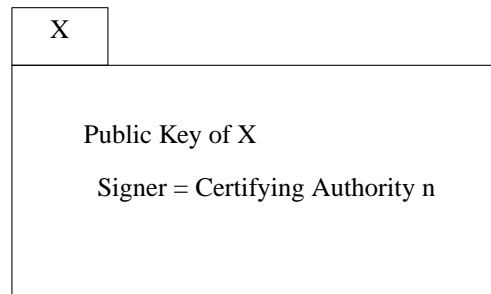 X
Public Key of X
Signer = Certifying Authority n